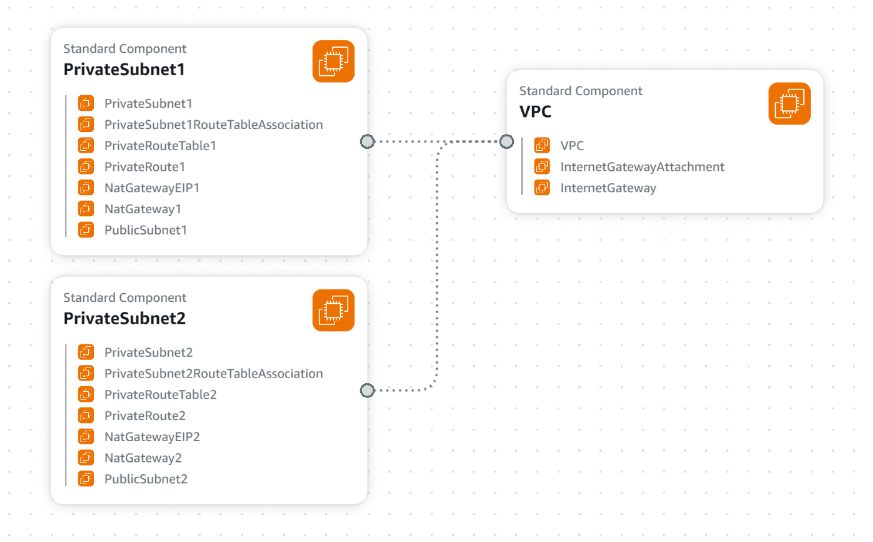 Standard Component
PrivateSubnet1
PrivateSubnet1
PrivateSubnet1RouteTableAssociation
PrivateRouteTable1
PrivateRoute1
NatGatewayEIP1
NatGateway1
PublicSubnet1
Standard Component
VPC
VPC
InternetGatewayAttachment
InternetGateway
Standard Component
PrivateSubnet2
PrivateSubnet2
PrivateSubnet2RouteTableAssociation
PrivateRouteTable2
PrivateRoute2
NatGatewayEIP2
NatGateway2
PublicSubnet2